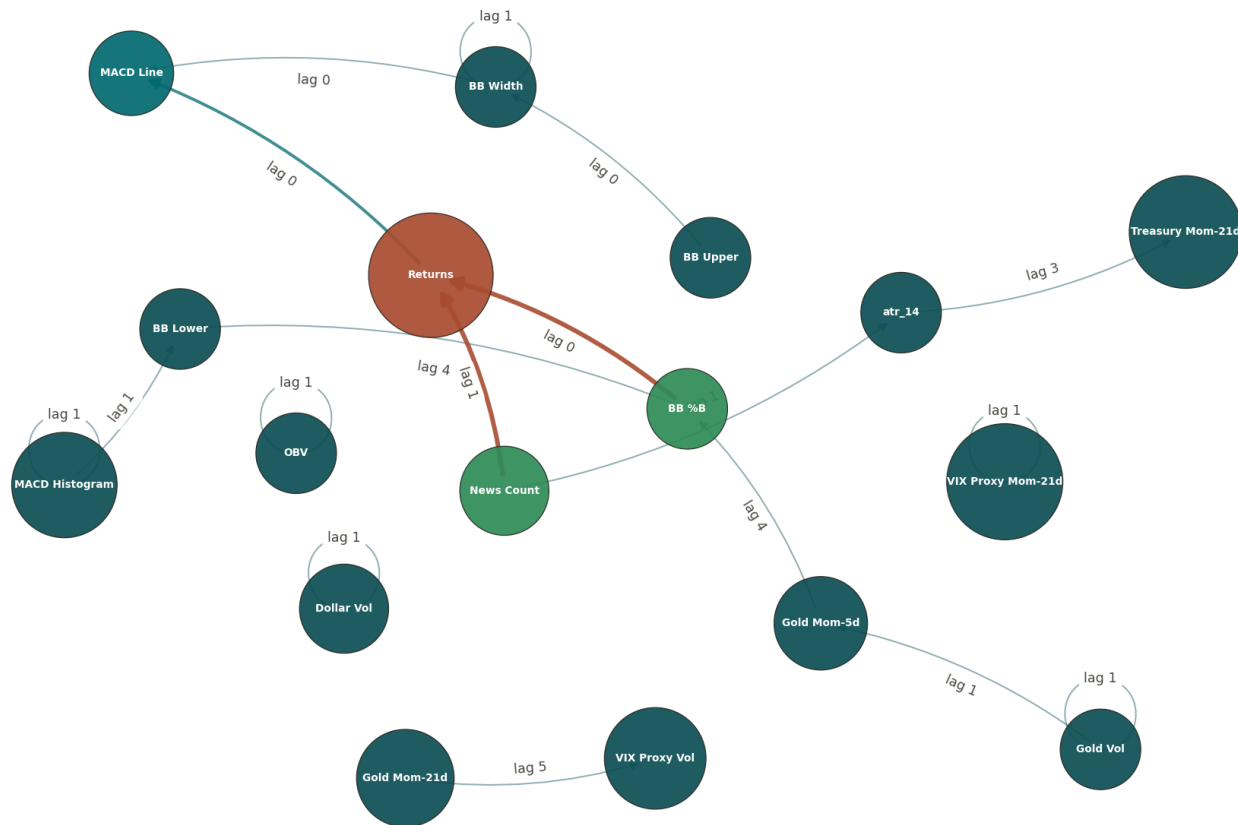 lag 1
MACD Line
BB Width
lag 0
lag 0
lag 0
Treasury Mom-21d
BB Upper
Returns
lag 3
atr_14
BB Lower
lag 0
lag 4
lag 1
lag 1
BB %B
lag 1
lag 1
lag 1
OBV
VIX Proxy Mom-21d
MACD Histogram
News Count
lag 4
lag 1
Dollar Vol
Gold Mom-5d
lag 1
lag 1
Gold Vol
VIX Proxy Vol
lag 5
Gold Mom-21d